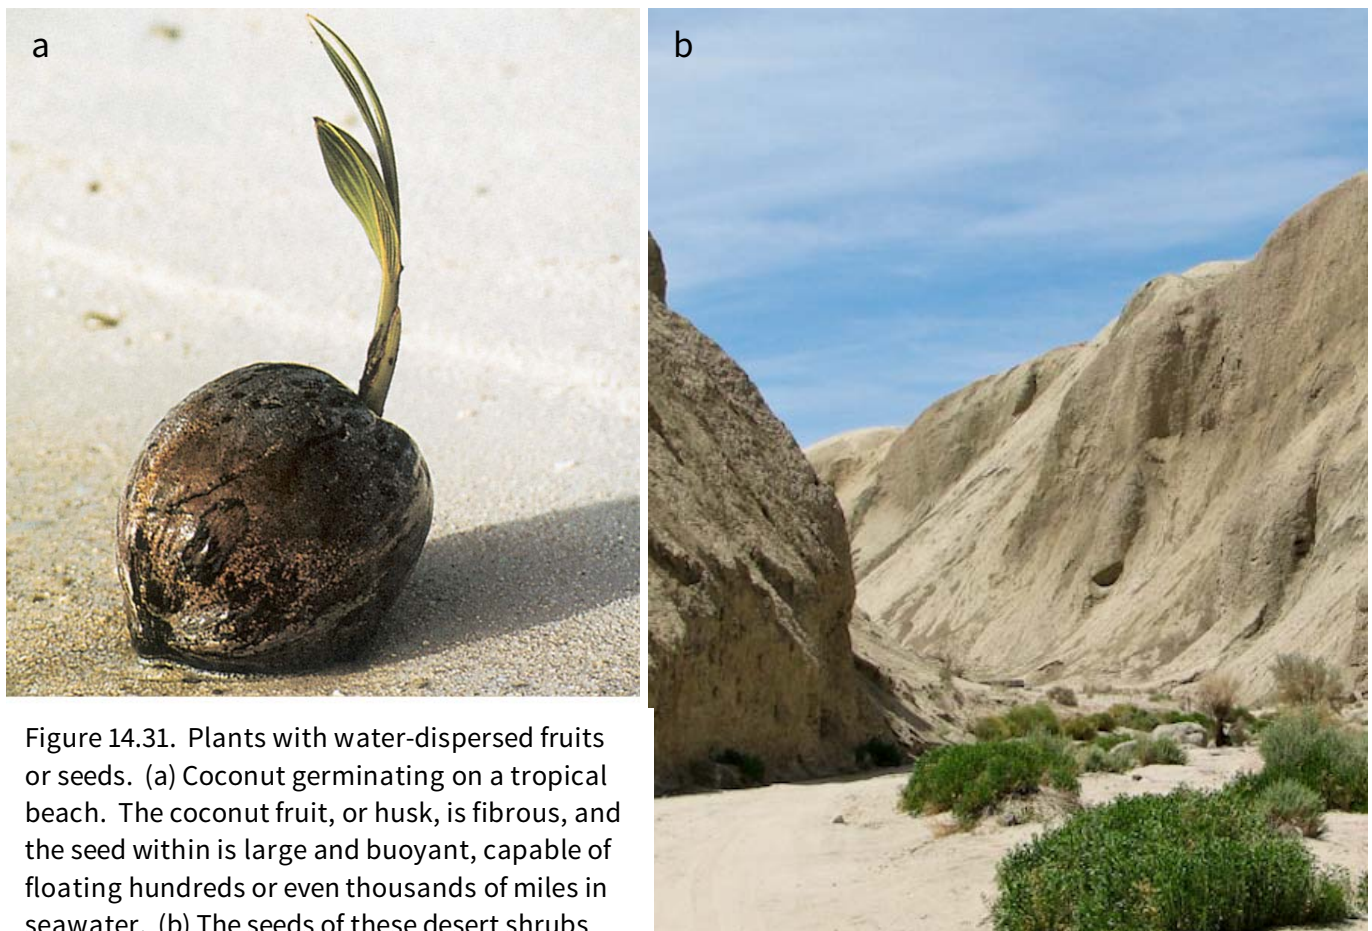 a
b
Figure 14.31. Plants with water-dispersed fruits
or seeds. (a) Coconut germinating on a tropical
beach. The coconut fruit, or husk, is fibrous, and
the seed within is large and buoyant, capable of
floating hundreds or even thousands of miles in
seawater. (b) The seeds of these desert shrubs